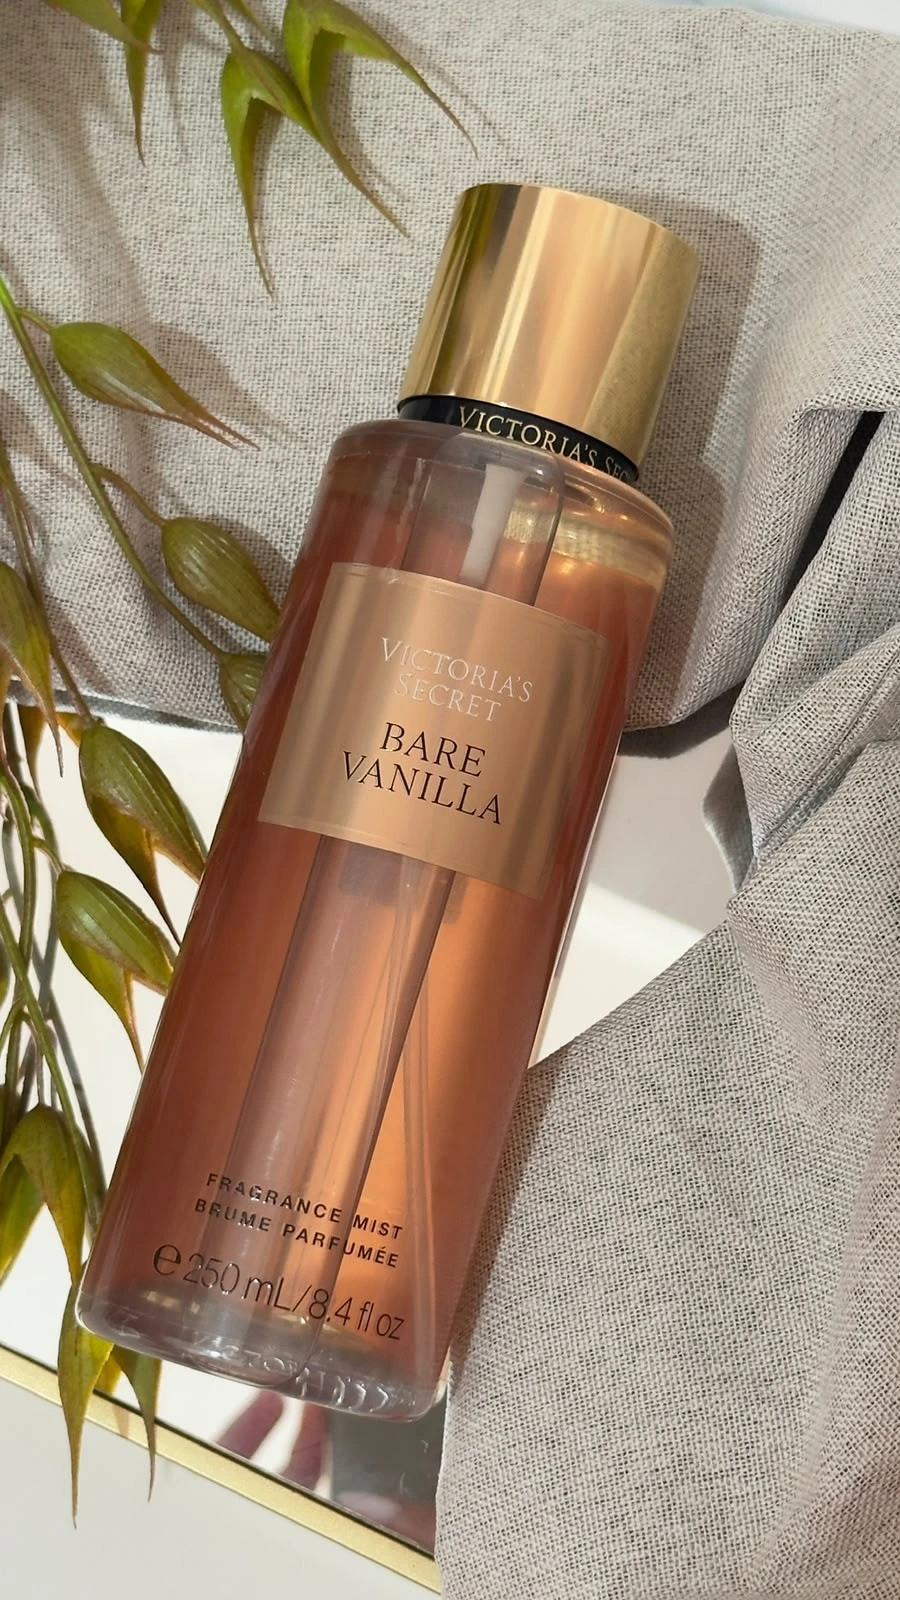 VICTORIA'S
VICTORIA'S
SECRET
BARE
VANILLA
FRAGRANCE MIST
BRUME PARFUMÉE
℮ 250 mL/8.4 fl oz